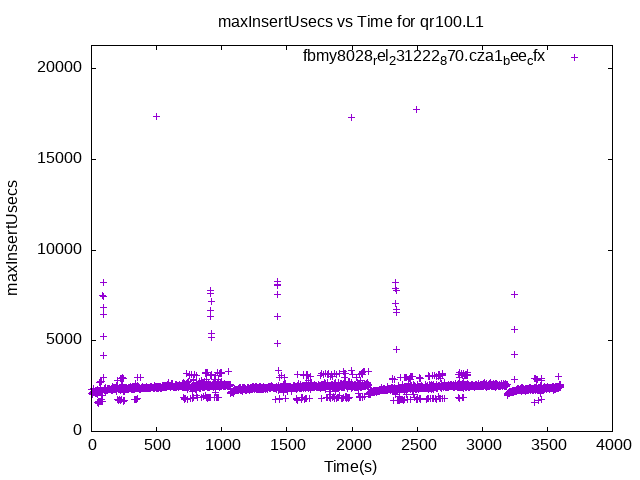 maxInsertUsecs vs Time for qr100.L1
fbmy8028rel231222870.cza1beecfx
20000
15000
10000
5000
0
maxInsertUsecs
0 500 1000 1500 2000 2500 3000 3500 4000
Time(s)